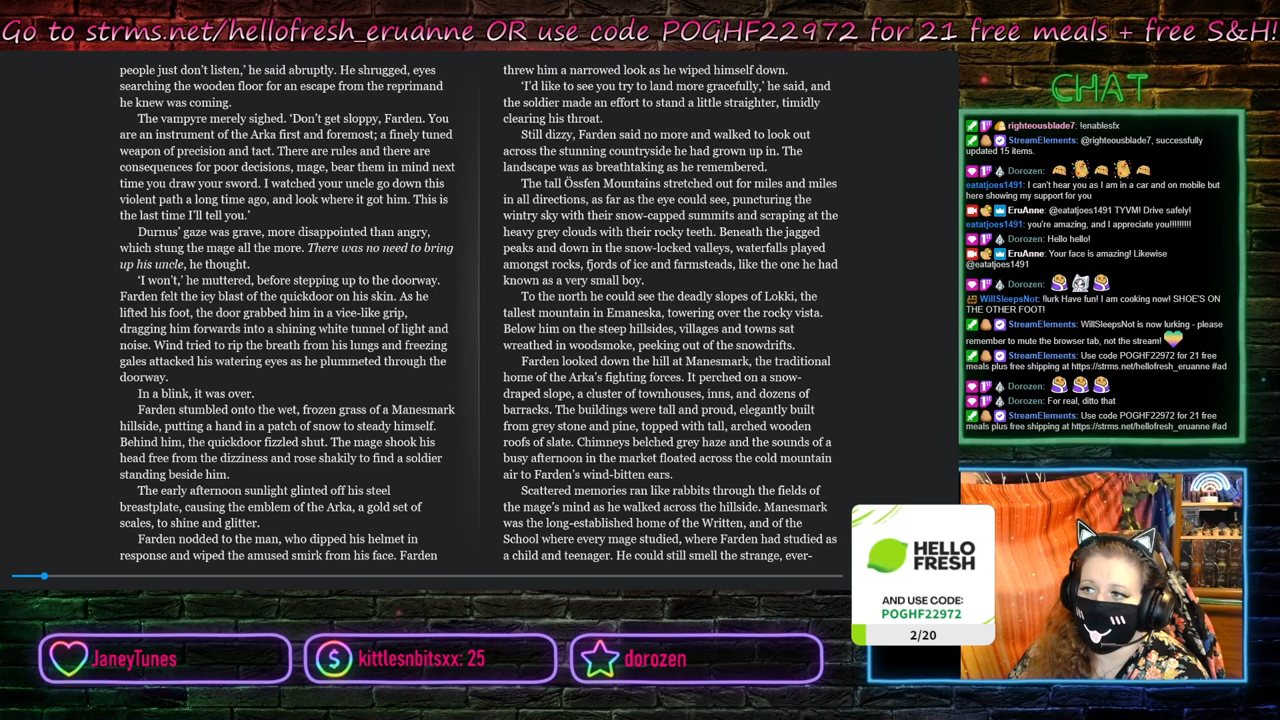 Go to strms.net/hellofresh_eruanne OR use code POGHF22972 for 21 free meals + free S&H!
people just don't listen,' he said abruptly. He shrugged, eyes
searching the wooden floor for an escape from the reprimand
he knew was coming.
The vampyre merely sighed. 'Don't get sloppy, Farden. You
are an instrument of the Arka first and foremost; a finely tuned
weapon of precision and tact. There always were and there are
consequences for poor decisions, mage, bear them in mind next
time you draw your sword. I watched your uncle go down this
violent path a long time ago, and look where it got him. This is
the last time I'll tell you.'
Durnus' gaze was grave, more disappointed than angry,
which stung the mage all the more. There was no need to bring
up his uncle, he thought.
'I won't,' he muttered, before stepping up to the doorway.
Farden felt the icy blast of the quickdoor on his skin. As he
lifted his foot, the door grabbed him in a vice-like grip,
dragging him forwards into a shining white tunnel of light and
noise. Wind tried to rip the breath from his lungs and freezing
gales attacked his watering eyes as he plummeted through the
doorway.
In a blink, it was over.
Farden stumbled onto the wet, frozen grass of a Manesmark
hillside, putting a hand in a patch of snow to steady himself.
Behind him, the quickdoor fizzled shut. The mage shook his
head free from the dizziness and rose shakily to find a soldier
standing beside him.
The early afternoon sunlight glinted off his steel
breastplate, causing the emblem of the Arka, a gold set of
scales, to shine and glitter.
Farden nodded to the man, who dipped his helmet in
response and wiped the amused smirk from his face. Farden
threw him a narrowed look as he wiped himself down.
'I'd like to see you try to land more gracefully,' he said, and
the soldier made an effort to stand a little straighter, timidly
clearing his throat.
Still dizzy, Farden said no more and walked to look out
across the stunning countryside he had grown up in. The
landscape was as breathtaking as he remembered.
The tall Össfen Mountains stretched out for miles and miles
in all directions, as far as the eye could see, puncturing the
wintry sky with their snow-capped summits and scraping at the
heavy grey clouds with their rocky teeth. Beneath the jagged
peaks and down in the snow-locked valleys, waterfalls played
amongst rocks, fjords of ice and farmsteads, like the one he had
known as a very small boy.
To the north he could see the deadly slopes of Lokki, the
tallest mountain in Emaneska, towering over the rocky vista.
Below him on the steep hillsides, villages and towns sat
wreathed in woodsmoke, peeking out of the snowdrifts.
Farden looked down the hill at Manesmark, the traditional
home of the Arka's fighting forces. It perched on a snow-
draped slope, a cluster of townhouses, inns, and dozens of
barracks. The buildings were tall and proud, elegantly built
from grey stone and pine, topped with tall, arched wooden
roofs of slate. Chimneys belched grey haze and the sounds of a
busy afternoon in the market floated across the cold mountain
air to Farden's wind-bitten ears.
Scattered memories ran like rabbits through the fields of
the mage's mind as he walked across the hillside. Manesmark
was the long-established home of the Written, and of the
School where every mage studied, where Farden had studied as
a child and teenager. He could still smell the strange, ever-
CHAT
righteousblade7: !enablesfx
StreamElements: @righteousblade7, successfully
updated 15 items.
Dorozen:
eatatjoes1491: I can't hear you as I am in a car and on mobile but
here showing my support for you
EruAnne: @eatatjoes1491 TYVM! Drive safely!
eatatjoes1491: you're amazing, and I appreciate you!!!!!!!!!
Dorozen: Hello hello!
EruAnne: Your face is amazing! Likewise
@eatatjoes1491
Dorozen:
WillSleepsNot: !lurk Have fun! I am cooking now! SHOE'S ON
THE OTHER FOOT!
StreamElements: WillSleepsNot is now lurking - please
remember to mute the browser tab, not the stream!
StreamElements: Use code POGHF22972 for 21 free
meals plus free shipping at https://strms.net/hellofresh_eruanne #ad
Dorozen:
Dorozen: For real, ditto that
StreamElements: Use code POGHF22972 for 21 free
meals plus free shipping at https://strms.net/hellofresh_eruanne #ad
HELLO
FRESH
AND USE CODE:
POGHF22972
2/20
JaneyTunes
kittlesnbitsxx: 25
dorozen